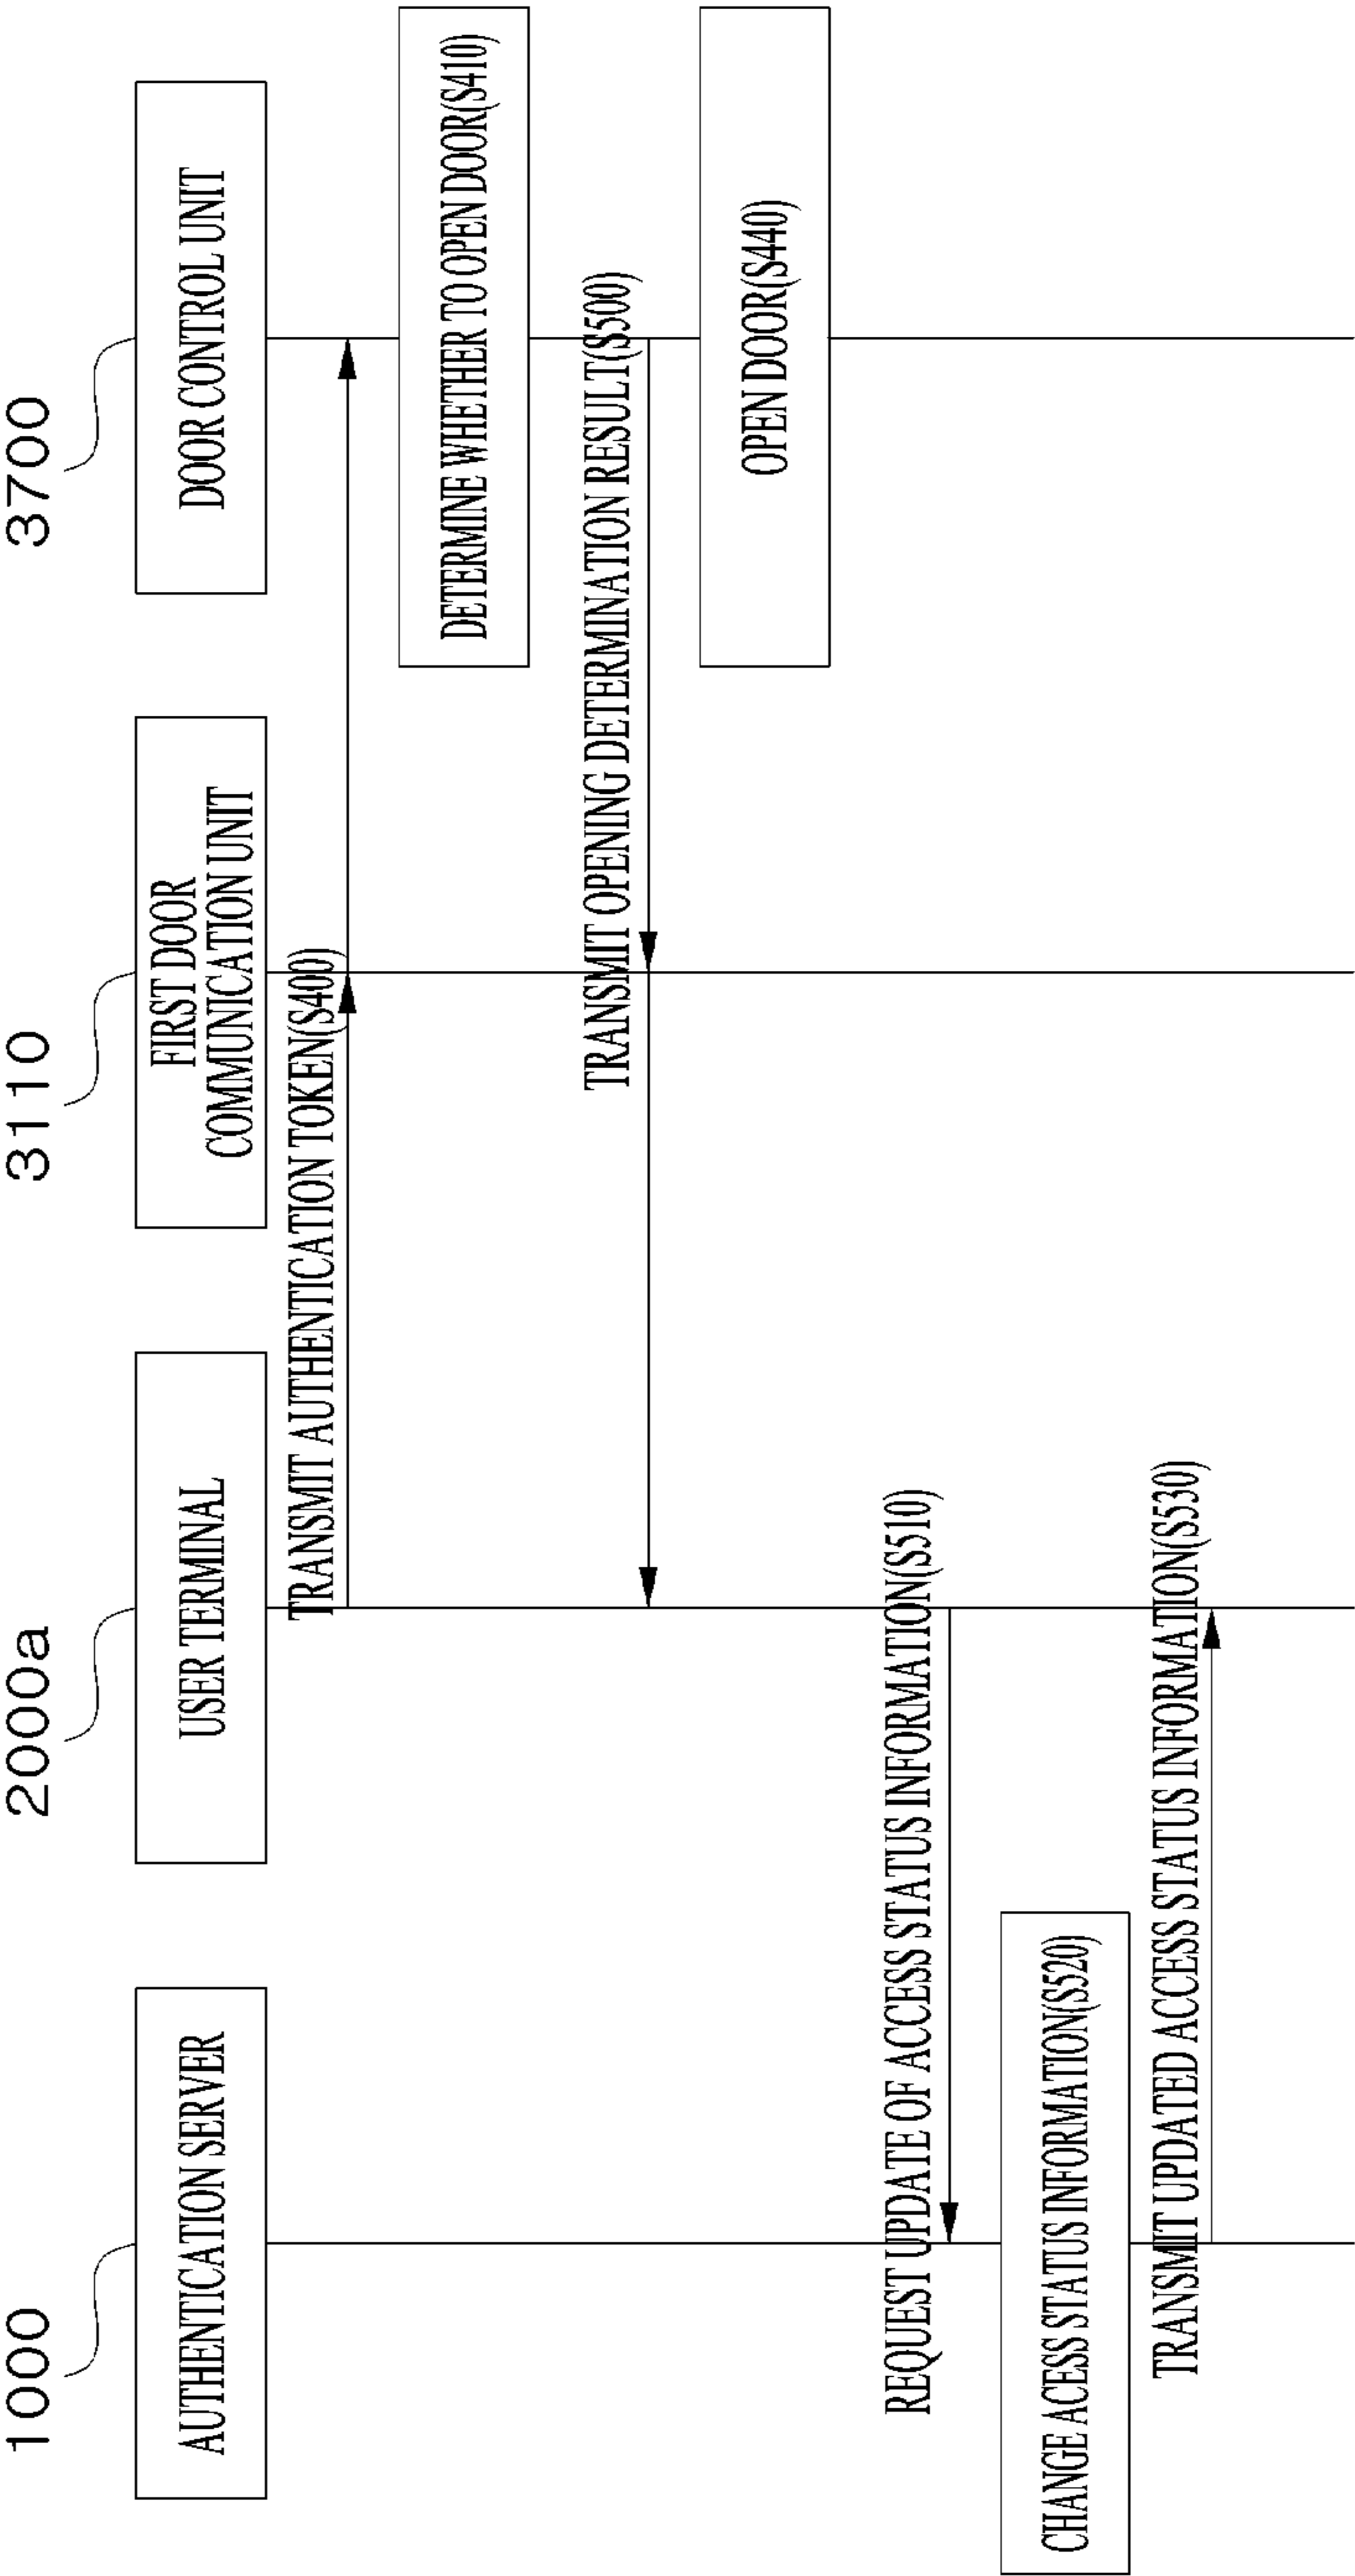 1000
2000a
3110
3700
AUTHENTICATION SERVER
USER TERMINAL
FIRST DOOR
COMMUNICATION UNIT
DOOR CONTROL UNIT
TRANSMIT AUTHENTICATION TOKEN(S400)
DETERMINE WHETHER TO OPEN DOOR(S410)
TRANSMIT OPENING DETERMINATION RESULT(S500)
OPEN DOOR(S440)
REQUEST UPDATE OF ACCESS STATUS INFORMATION(S510)
CHANGE ACESS STATUS INFORMATION(S520)
TRANSMIT UPDATED ACCESS STATUS INFORMATION(S530)